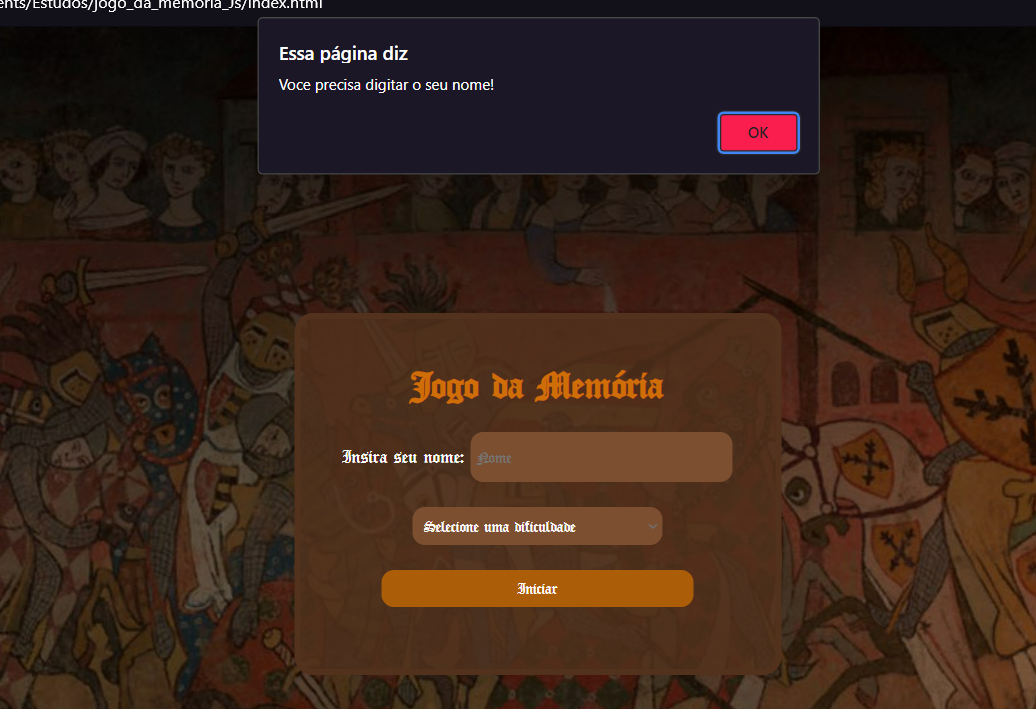 ents/Estudos/jogo_da_memoria_Js/index.html
Essa página diz
Voce precisa digitar o seu nome!
OK
Jogo da Memória
Insira seu nome: Nome
Selecione uma dificuldade
Iniciar